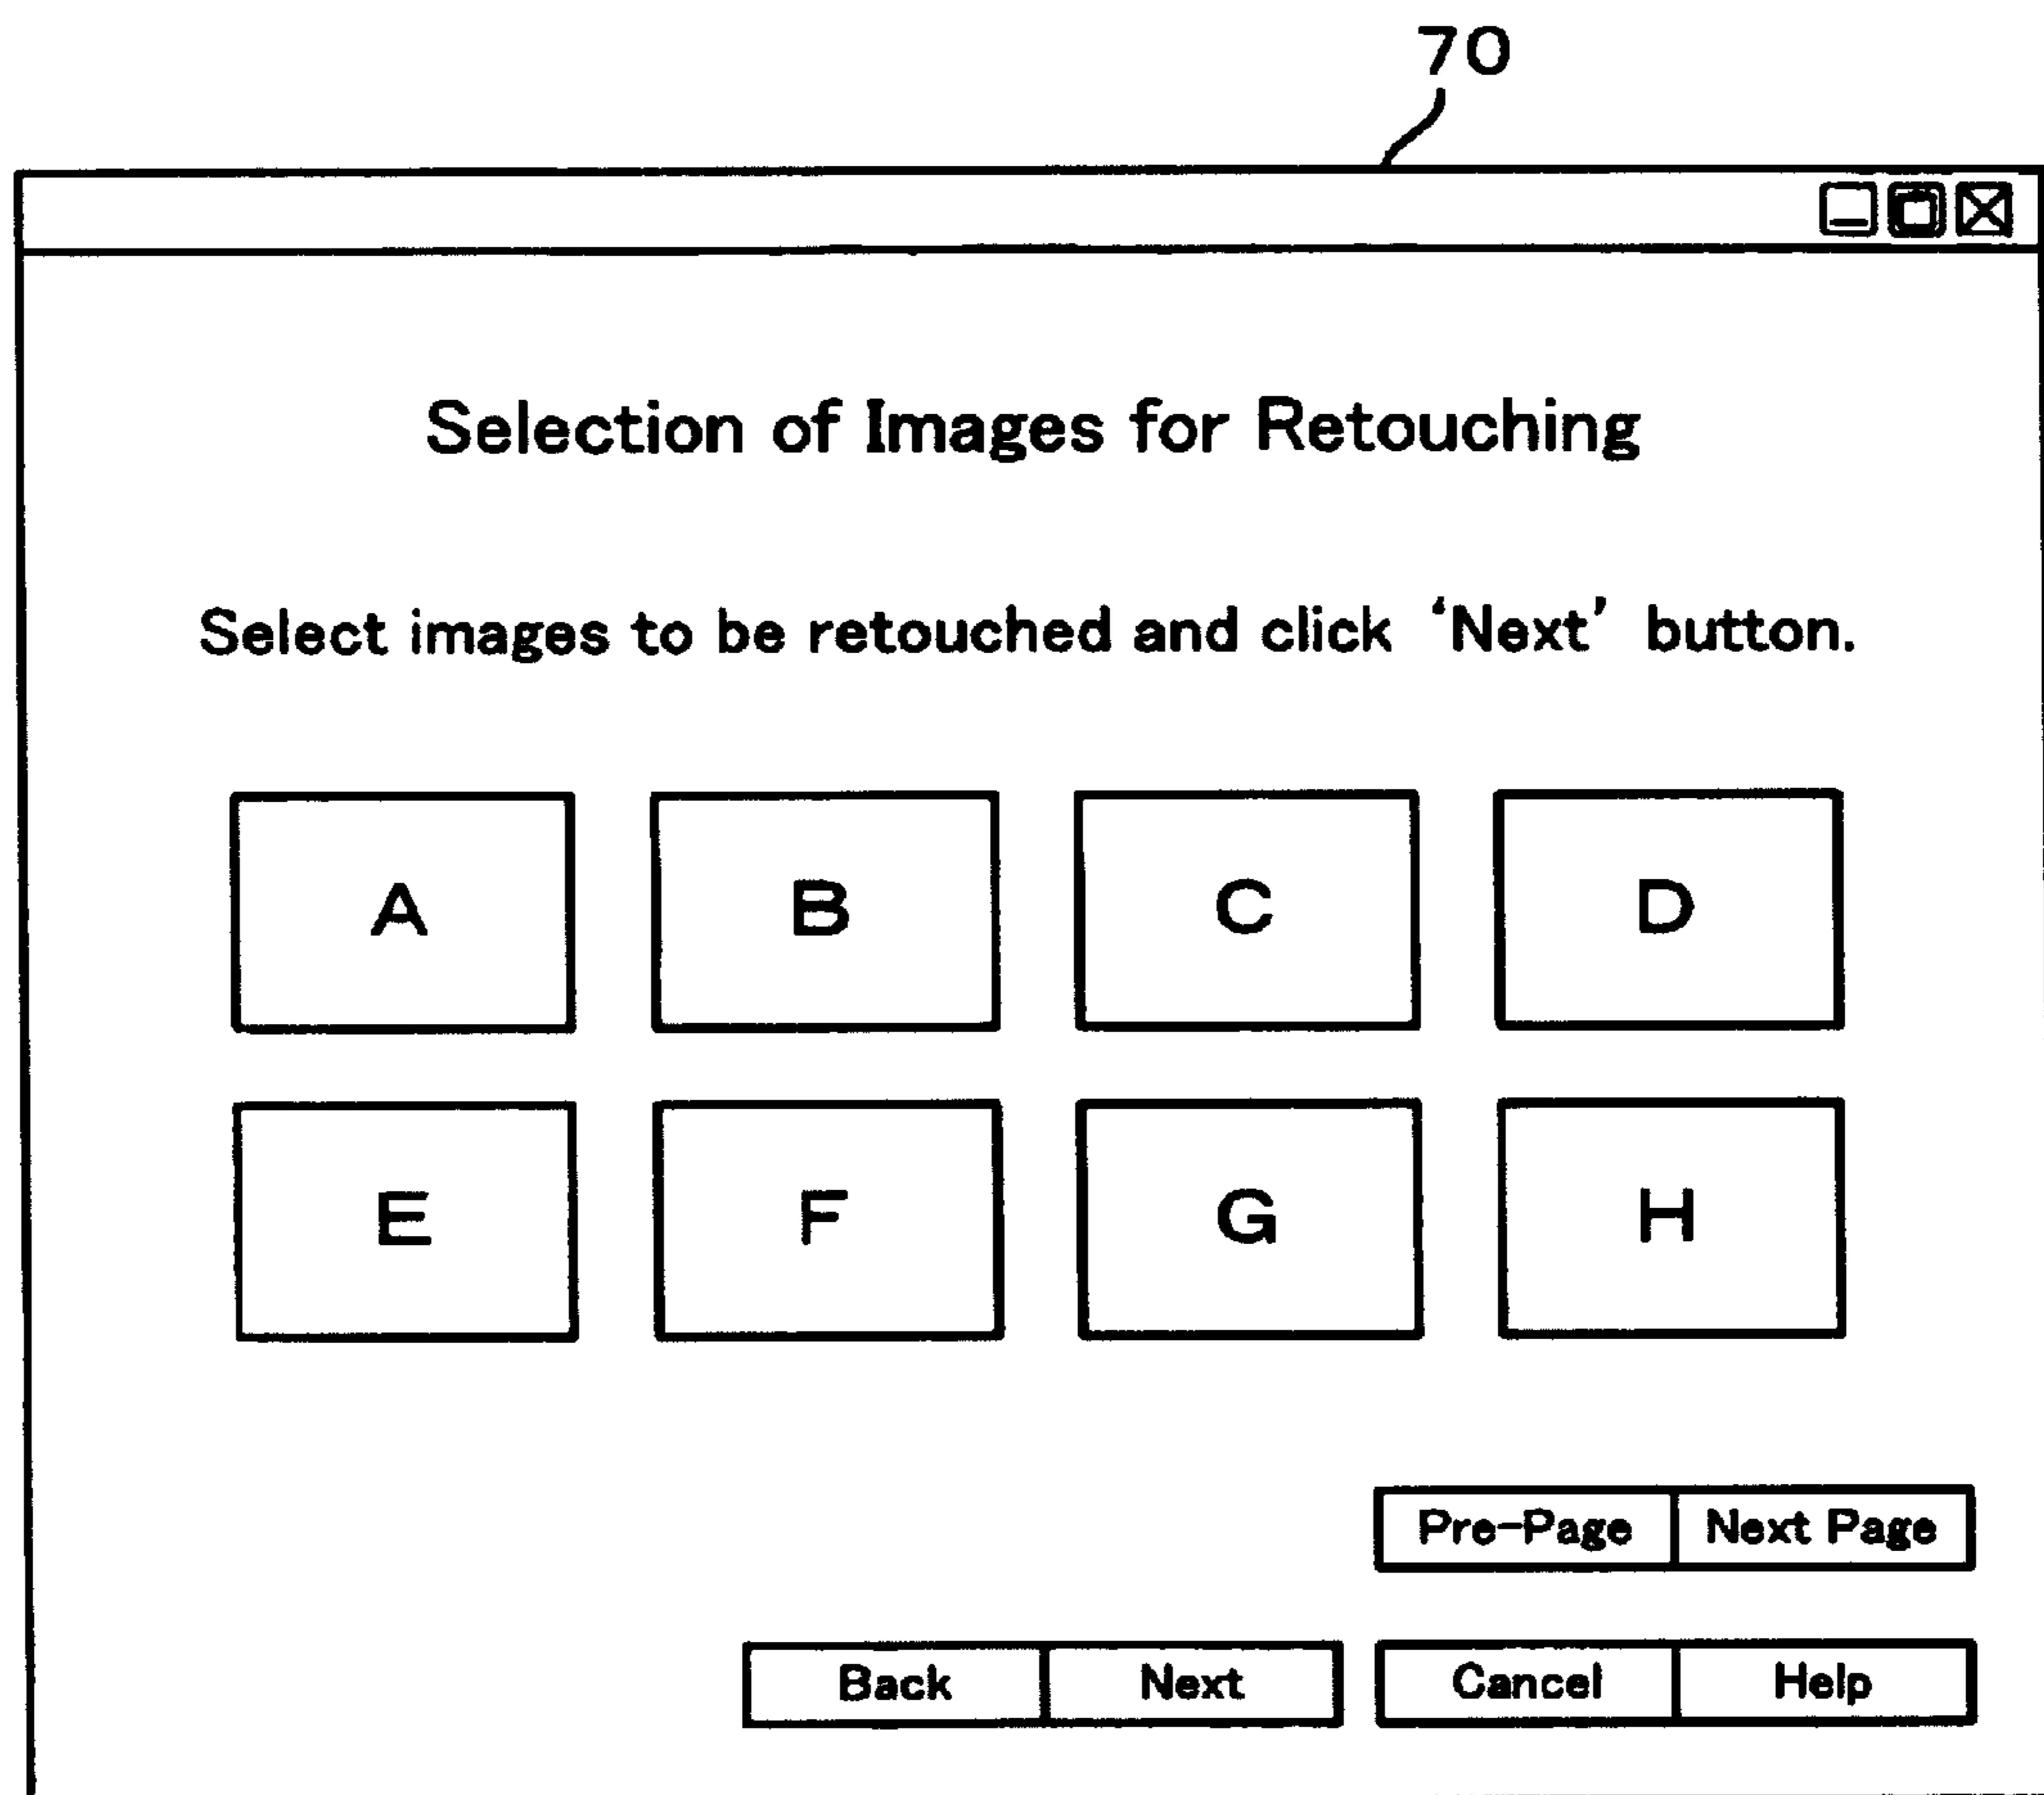 70
Selection of Images for Retouching
Select images to be retouched and click ‘Next’ button.
A B C D
E F G H
Pre-Page Next Page
Back Next Cancel Help